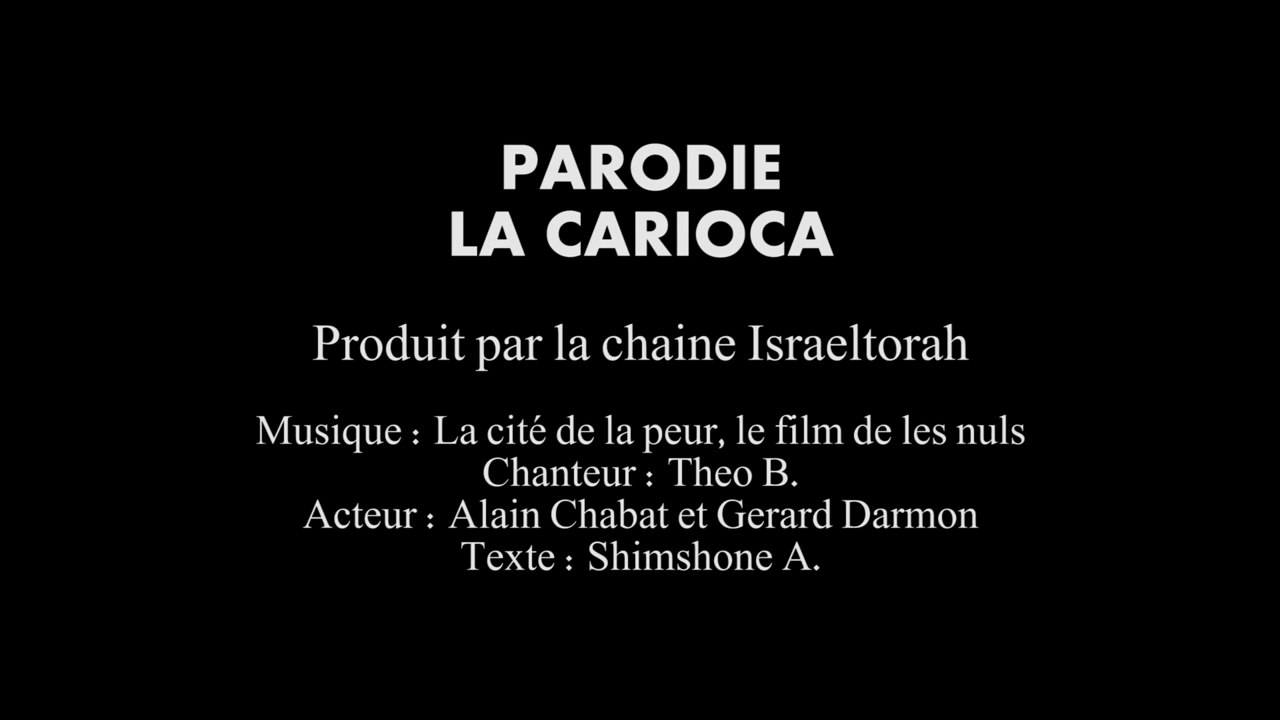 PARODIE
LA CARIOCA
Produit par la chaine Israeltorah
Musique : La cité de la peur, le film de les nuls
Chanteur : Theo B.
Acteur : Alain Chabat et Gerard Darmon
Texte : Shimshone A.